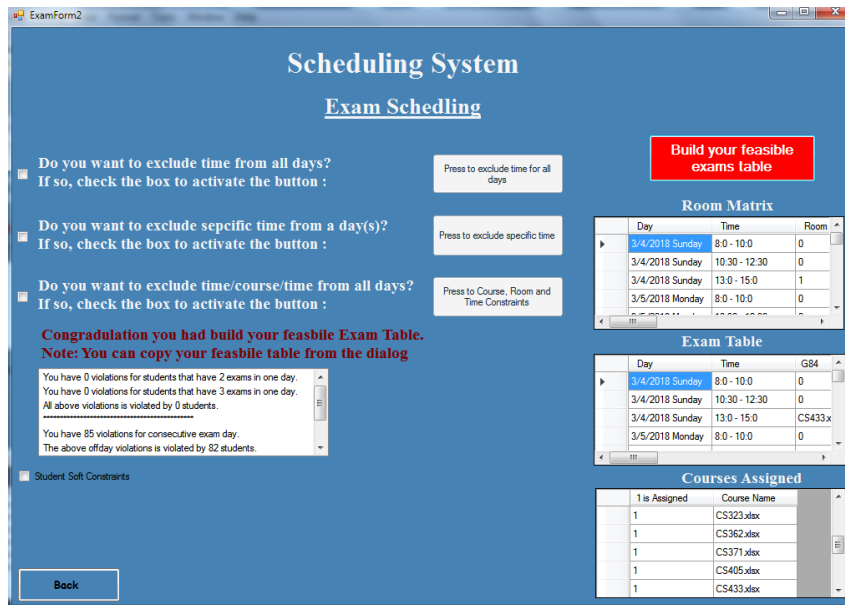 ExamForm2
Scheduling System
Exam Schedling
Do you want to exclude time from all days?
If so, check the box to activate the button :
Press to exclude time for all
days
Do you want to exclude sepcific time from a day(s)?
If so, check the box to activate the button :
Press to exclude specific time
Do you want to exclude time/course/time from all days?
If so, check the box to activate the button :
Press to Course, Room and
Time Constraints
Congradulation you had build your feasbile Exam Table.
Note: You can copy your feasbile table from the dialog
You have 0 violations for students that have 2 exams in one day.
You have 0 violations for students that have 3 exams in one day.
All above violations is violated by 0 students.
**********************************************
You have 85 violations for consecutive exam day.
The above offday violations is violated by 82 students.
Student Soft Constraints
Back
Build your feasible
exams table
Room Matrix
Day Time Room
3/4/2018 Sunday 8:0 - 10:0 0
3/4/2018 Sunday 10:30 - 12:30 0
3/4/2018 Sunday 13:0 - 15:0 1
3/5/2018 Monday 8:0 - 10:0 0
Exam Table
Day Time G84
3/4/2018 Sunday 8:0 - 10:0 0
3/4/2018 Sunday 10:30 - 12:30 0
3/4/2018 Sunday 13:0 - 15:0 CS433.x
3/5/2018 Monday 8:0 - 10:0 0
Courses Assigned
1 is Assigned Course Name
1 CS323.xlsx
1 CS362.xlsx
1 CS371.xlsx
1 CS405.xlsx
1 CS433.xlsx